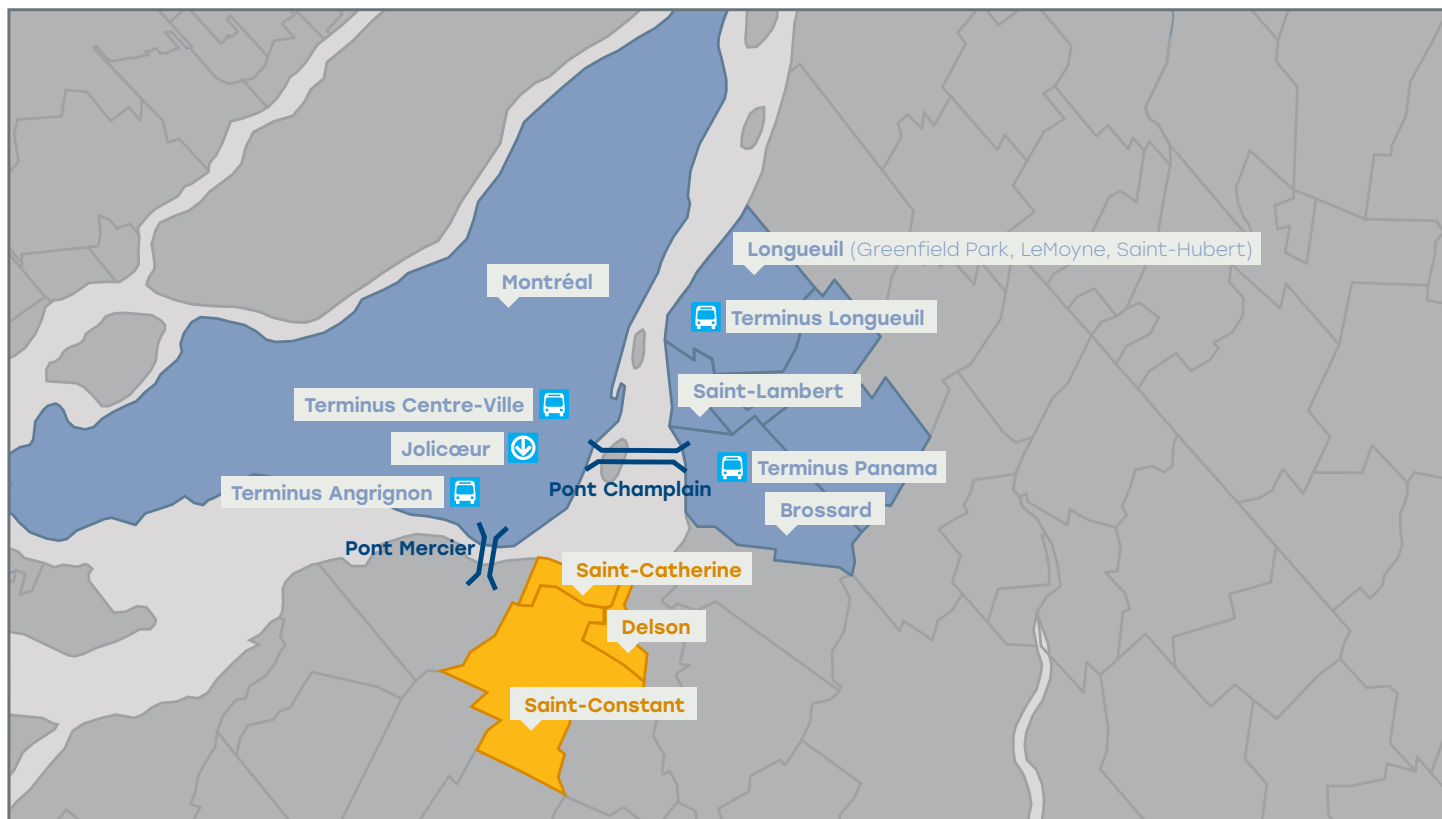 Longueuil (Greenfield Park, LeMoyne, Saint-Hubert)
Montréal
Terminus Longueuil
Saint-Lambert
Terminus Centre-Ville
Jolicœur
Terminus Panama
Terminus Angrignon
Pont Champlain
Brossard
Pont Mercier
Saint-Catherine
Delson
Saint-Constant